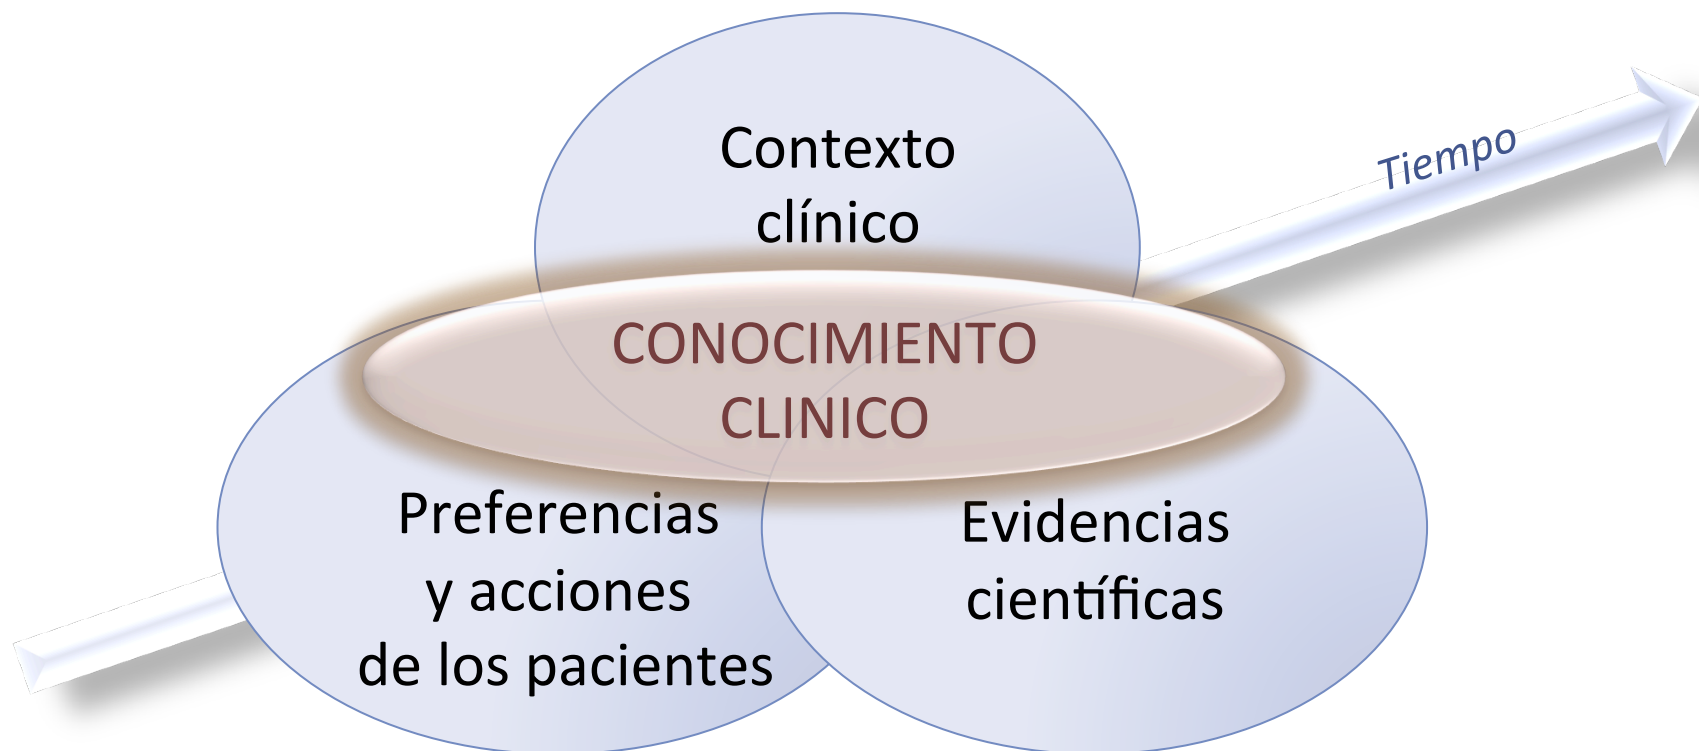 Contexto
clínico
Tiempo
CONOCIMIENTO
CLINICO
Preferencias
y acciones
de los pacientes
Evidencias
científicas